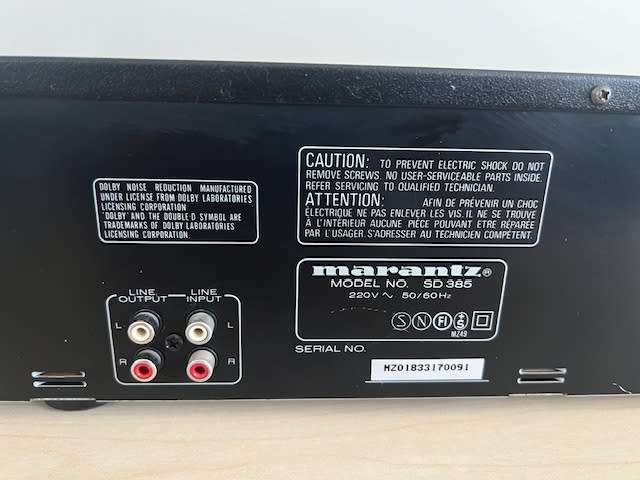 DOLBY NOISE REDUCTION MANUFACTURED
UNDER LICENSE FROM DOLBY LABORATORIES
LICENSING CORPORATION
"DOLBY" AND THE DOUBLE-D SYMBOL ARE
TRADEMARKS OF DOLBY LABORATORIES
LICENSING CORPORATION.
CAUTION: TO PREVENT ELECTRIC SHOCK DO NOT
REMOVE SCREWS. NO USER-SERVICEABLE PARTS INSIDE.
REFER SERVICING TO QUALIFIED TECHNICIAN.
ATTENTION: AFIN DE PRÉVENIR UN CHOC
ÉLECTRIQUE NE PAS ENLEVER LES VIS. IL NE SE TROUVE
À L'INTÉRIEUR AUCUNE PIÈCE POUVANT ÊTRE RÉPARÉE
PAR L'USAGER. S'ADRESSER AU TECHNICIEN COMPÉTENT.
marantz®
MODEL NO. SD 385
220V ~ 50/60Hz
S N FI S
MZ49
SERIAL NO.
MZ01833170091
LINE OUTPUT
LINE INPUT
L
L
R
R